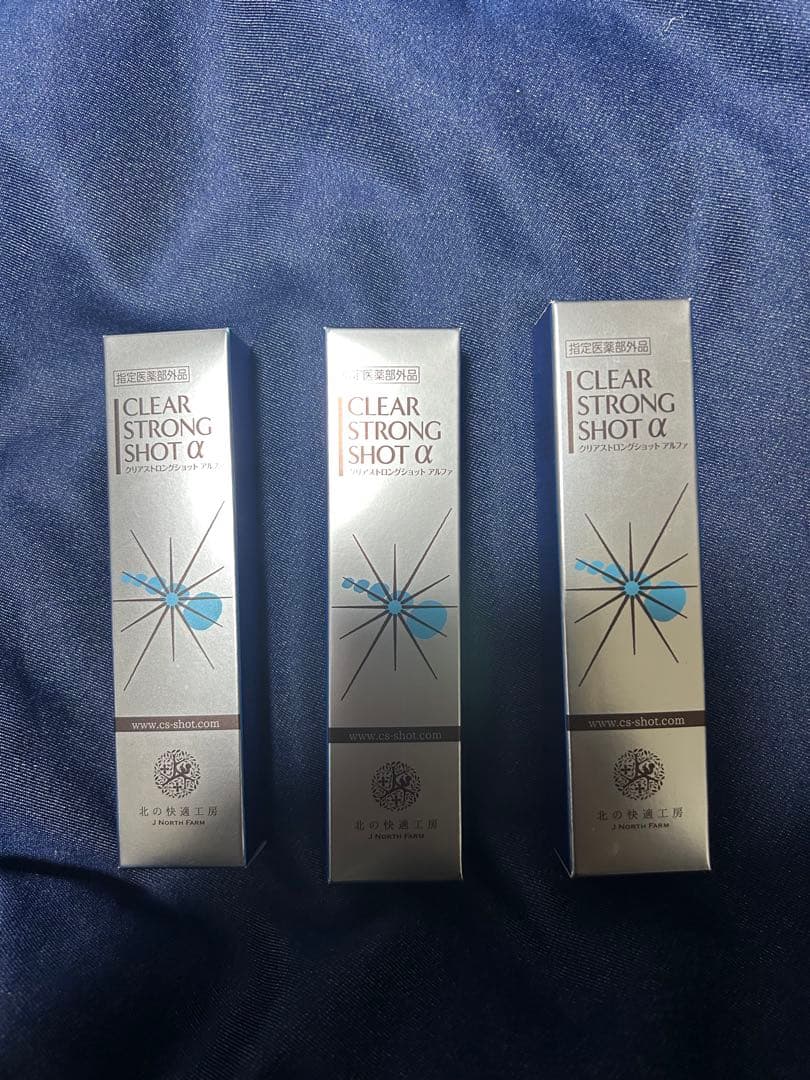 指定医薬部外品
CLEAR
STRONG
SHOT α
クリアストロングショット アルファ
www.cs-shot.com
北の快適工房
J NORTH FARM
指定医薬部外品
CLEAR
STRONG
SHOT α
クリアストロングショット アルファ
www.cs-shot.com
北の快適工房
J NORTH FARM
指定医薬部外品
CLEAR
STRONG
SHOT α
クリアストロングショット アルファ
www.cs-shot.com
北の快適工房
J NORTH FARM